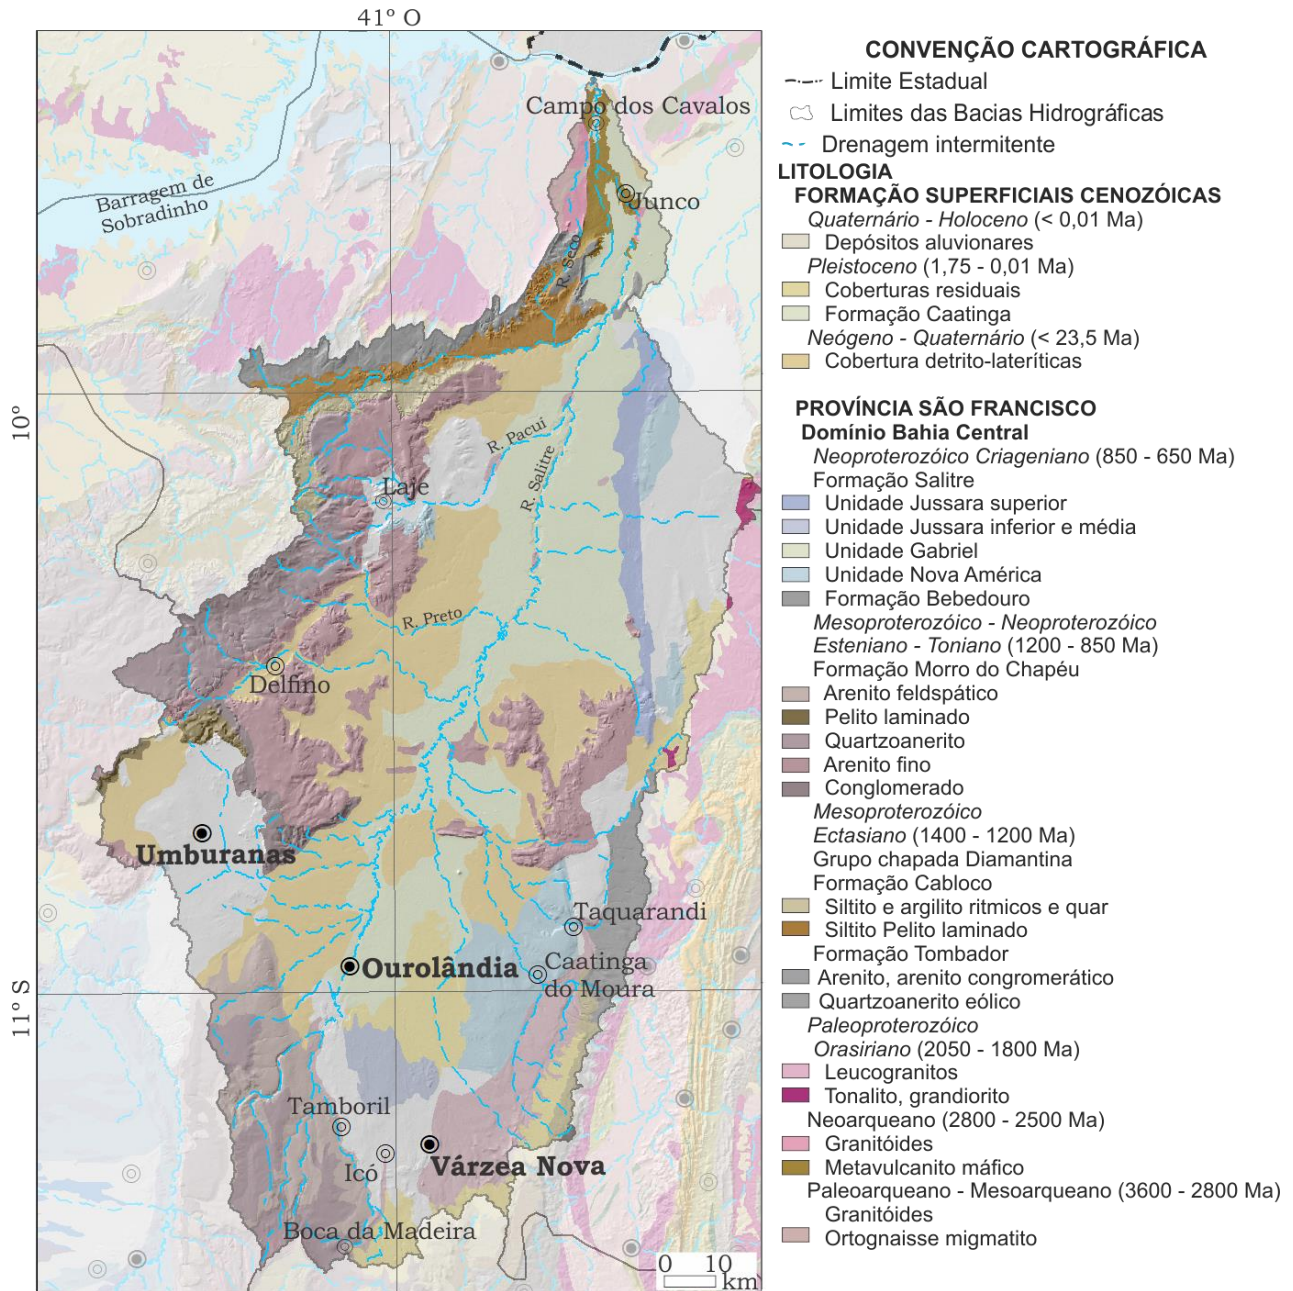 41º O
Campo dos Cavalos
Junco
Barragem de
Sobradinho
R. Seco
10º
R. Pacuí
R. Salitre
Laje
R. Preto
Delfino
Umburanas
Taquarandi
Ourolândia
Caatinga
do Moura
11º S
Tamboril
Icó
Várzea Nova
Boca da Madeira
0 10
km
CONVENÇÃO CARTOGRÁFICA
Limite Estadual
Limites das Bacias Hidrográficas
Drenagem intermitente
LITOLOGIA
FORMAÇÃO SUPERFICIAIS CENOZÓICAS
Quaternário - Holoceno (< 0,01 Ma)
Depósitos aluvionares
Pleistoceno (1,75 - 0,01 Ma)
Coberturas residuais
Formação Caatinga
Neógeno - Quaternário (< 23,5 Ma)
Cobertura detrito-lateríticas
PROVÍNCIA SÃO FRANCISCO
Domínio Bahia Central
Neoproterozóico Criageniano (850 - 650 Ma)
Formação Salitre
Unidade Jussara superior
Unidade Jussara inferior e média
Unidade Gabriel
Unidade Nova América
Formação Bebedouro
Mesoproterozóico - Neoproterozóico
Esteniano - Toniano (1200 - 850 Ma)
Formação Morro do Chapéu
Arenito feldspático
Pelito laminado
Quartzoanerito
Arenito fino
Conglomerado
Mesoproterozóico
Ectasiano (1400 - 1200 Ma)
Grupo chapada Diamantina
Formação Cabloco
Siltito e argilito ritmicos e quar
Siltito Pelito laminado
Formação Tombador
Arenito, arenito congromerático
Quartzoanerito eólico
Paleoproterozóico
Orasiriano (2050 - 1800 Ma)
Leucogranitos
Tonalito, grandiorito
Neoarqueano (2800 - 2500 Ma)
Granitóides
Metavulcanito máfico
Paleoarqueano - Mesoarqueano (3600 - 2800 Ma)
Granitóides
Ortognaisse migmatito